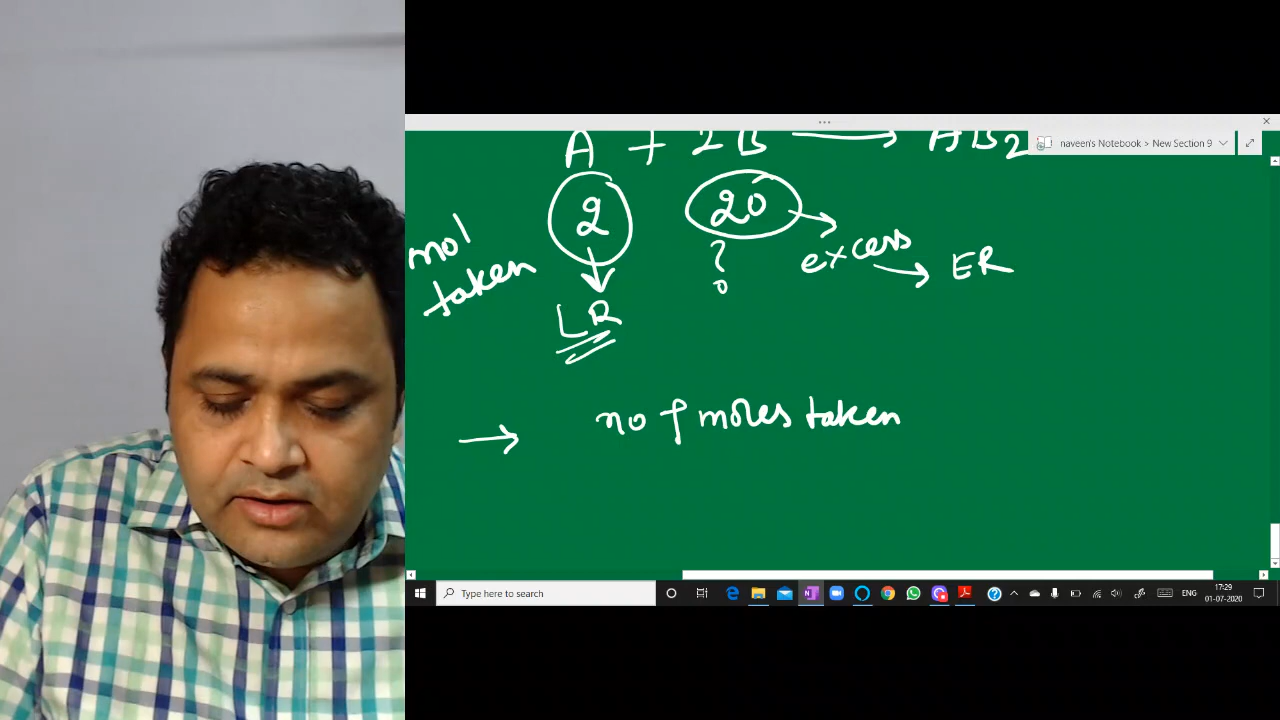 naveen's Notebook > New Section 9
A + 2B → AB2
mol taken
2
20
?
excess → ER
LR
→ no of moles taken
Type here to search
ENG
17:29
01-07-2020